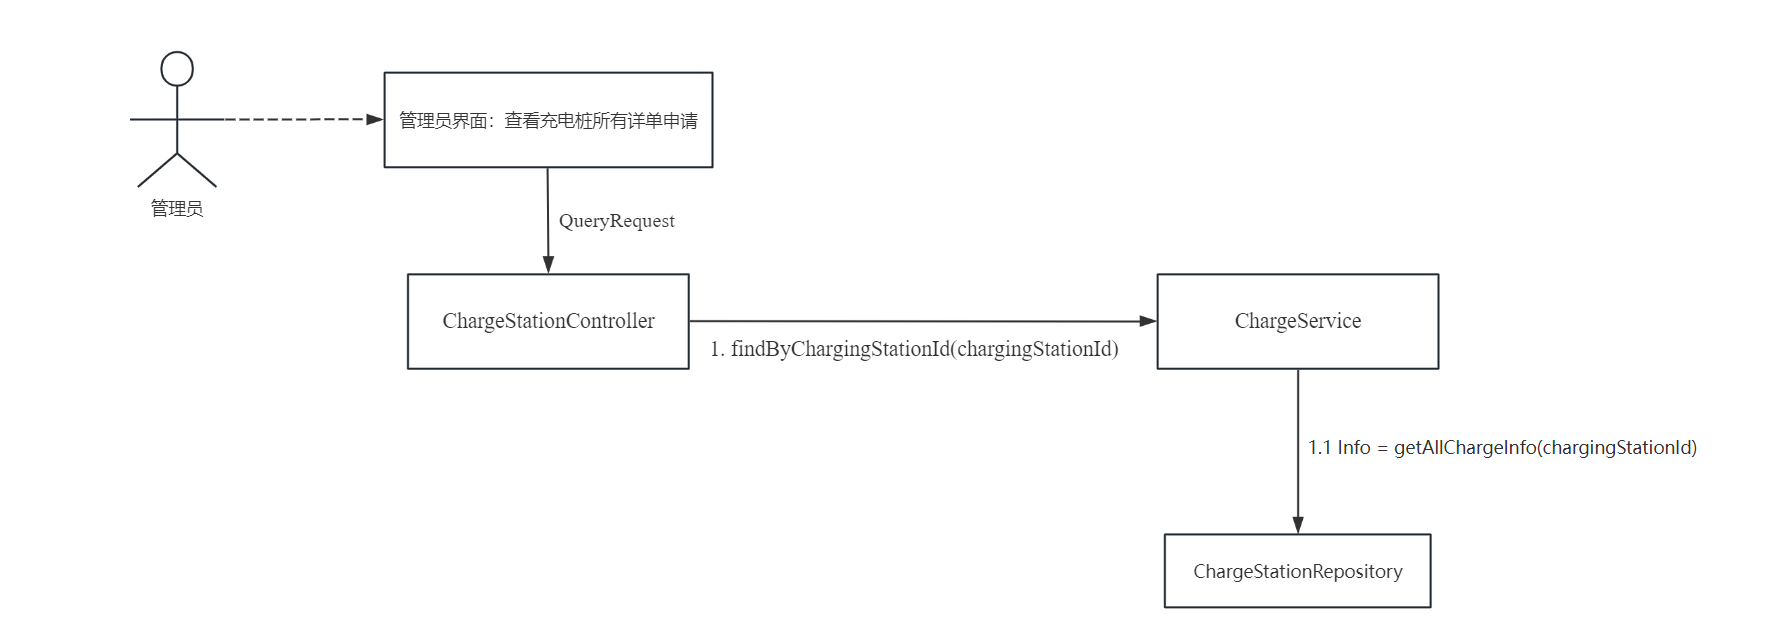 管理员界面：查看充电桩所有详单申请
管理员
QueryRequest
ChargeStationController
ChargeService
1. findByChargingStationId(chargingStationId)
1.1 Info = getAllChargeInfo(chargingStationId)
ChargeStationRepository